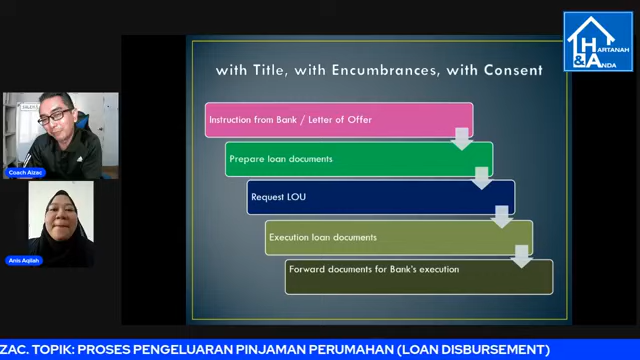 HARTANAH
& ANDA
with Title, with Encumbrances, with Consent
Instruction from Bank / Letter of Offer
Prepare loan documents
Request LOU
Execution loan documents
Forward documents for Bank's execution
Coach Aizac
Anis Aqilah
ZAC. TOPIK: PROSES PENGELUARAN PINJAMAN PERUMAHAN (LOAN DISBURSEMENT)